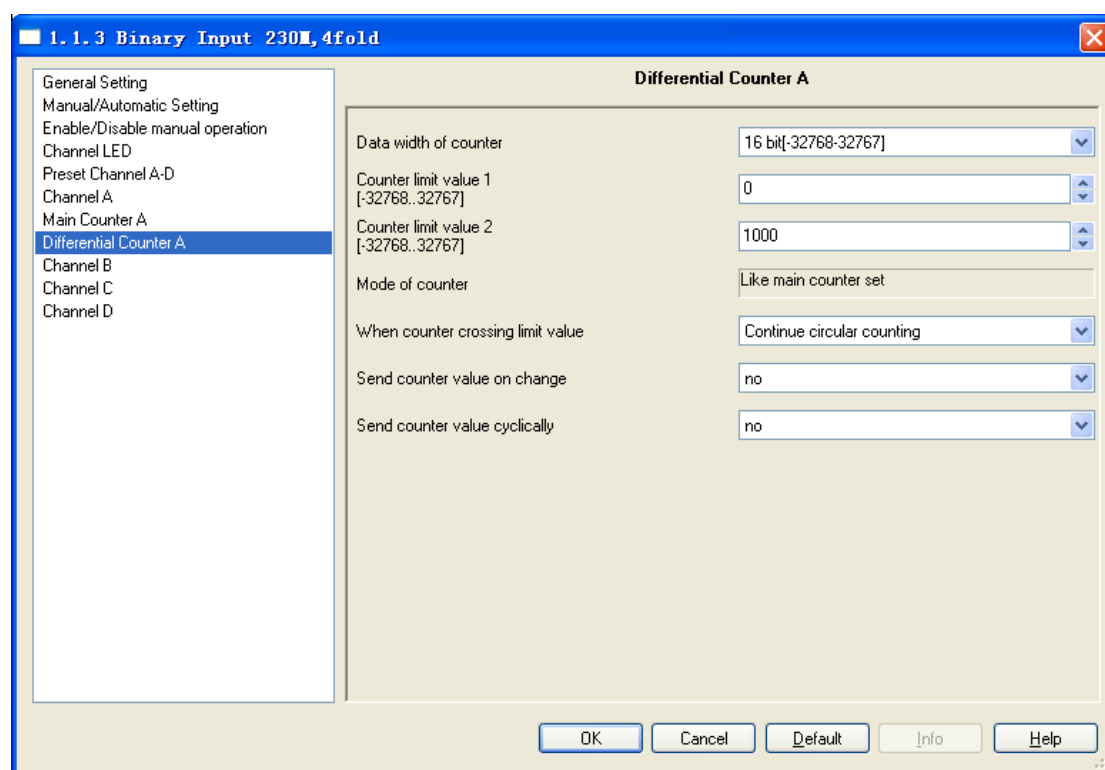 1.1.3 Binary Input 230M,4fold
General Setting
Manual/Automatic Setting
Enable/Disable manual operation
Channel LED
Preset Channel A-D
Channel A
Main Counter A
Differential Counter A
Channel B
Channel C
Channel D
Differential Counter A
Data width of counter
16 bit[-32768-32767]
Counter limit value 1
[-32768..32767]
0
Counter limit value 2
[-32768..32767]
1000
Mode of counter
Like main counter set
When counter crossing limit value
Continue circular counting
Send counter value on change
no
Send counter value cyclically
no
OK
Cancel
Default
Info
Help